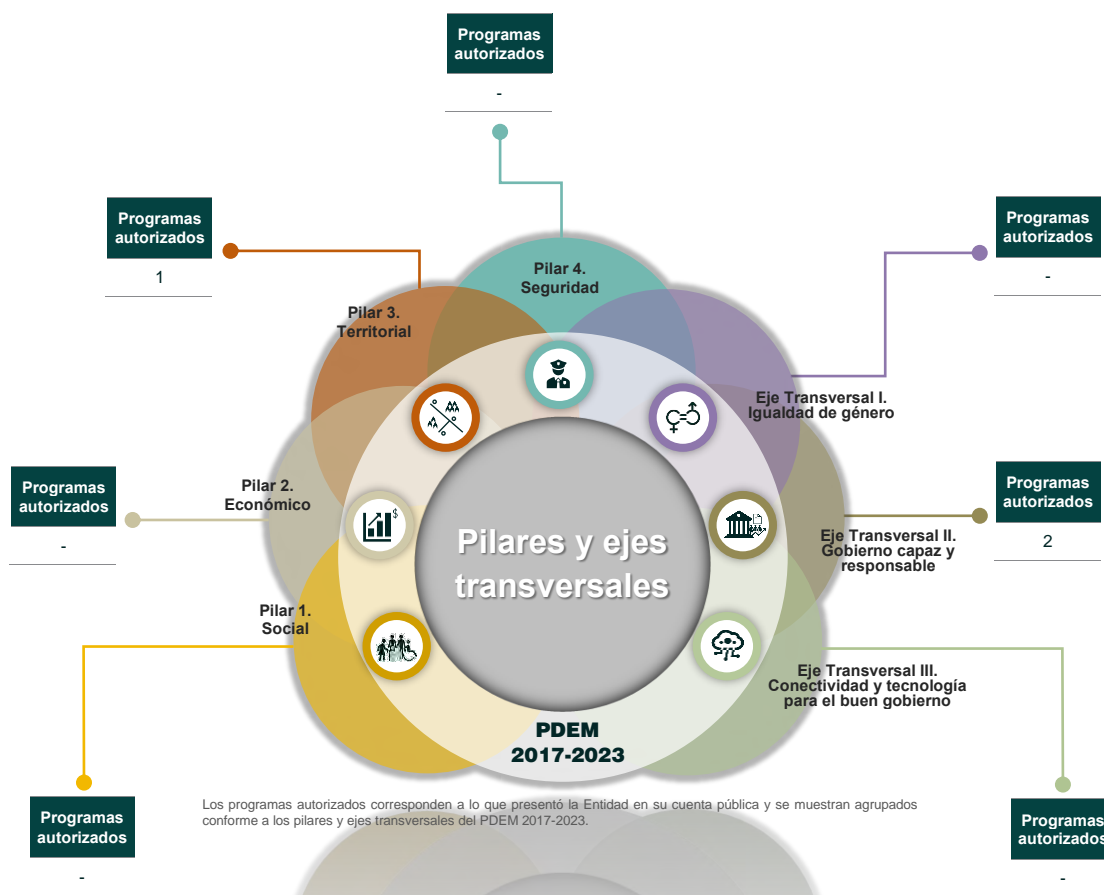 Programas
autorizados
-
Programas
autorizados
1
Programas
autorizados
-
Pilar 4.
Seguridad
Pilar 3.
Territorial
Eje Transversal I.
Igualdad de género
Programas
autorizados
-
Pilar 2.
Económico
$
Programas
autorizados
2
Eje Transversal II.
Gobierno capaz y
responsable
Pilares y ejes
transversales
Pilar 1.
Social
Eje Transversal III.
Conectividad y tecnología
para el buen gobierno
PDEM
2017-2023
Programas
autorizados
-
Los programas autorizados corresponden a lo que presentó la Entidad en su cuenta pública y se muestran agrupados
conforme a los pilares y ejes transversales del PDEM 2017-2023.
Programas
autorizados
-